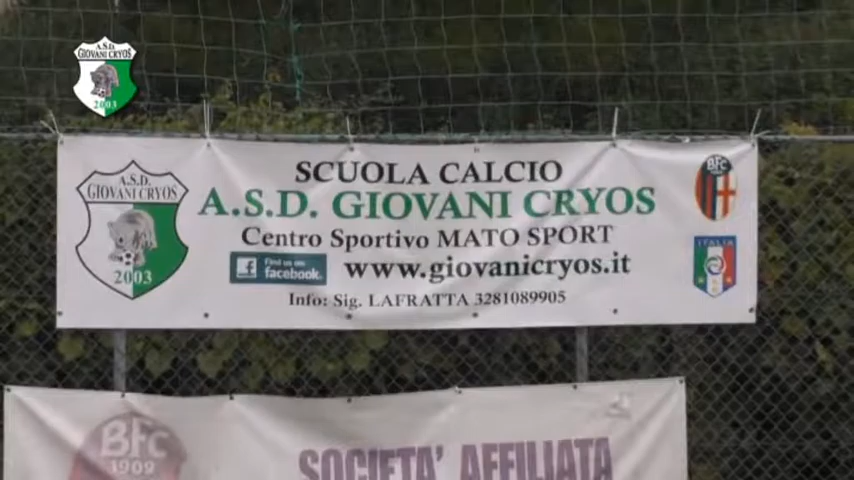 A.S.D.
GIOVANI CRYOS
2003
A.S.D.
GIOVANI CRYOS
2003
SCUOLA CALCIO
A.S.D. GIOVANI CRYOS
Centro Sportivo MATO SPORT
Find us on
facebook.
www.giovanicryos.it
Info: Sig. LAFRATTA 3281089905
BFC
ITALIA
BFC
1909
SOCIETA' AFFILIATA